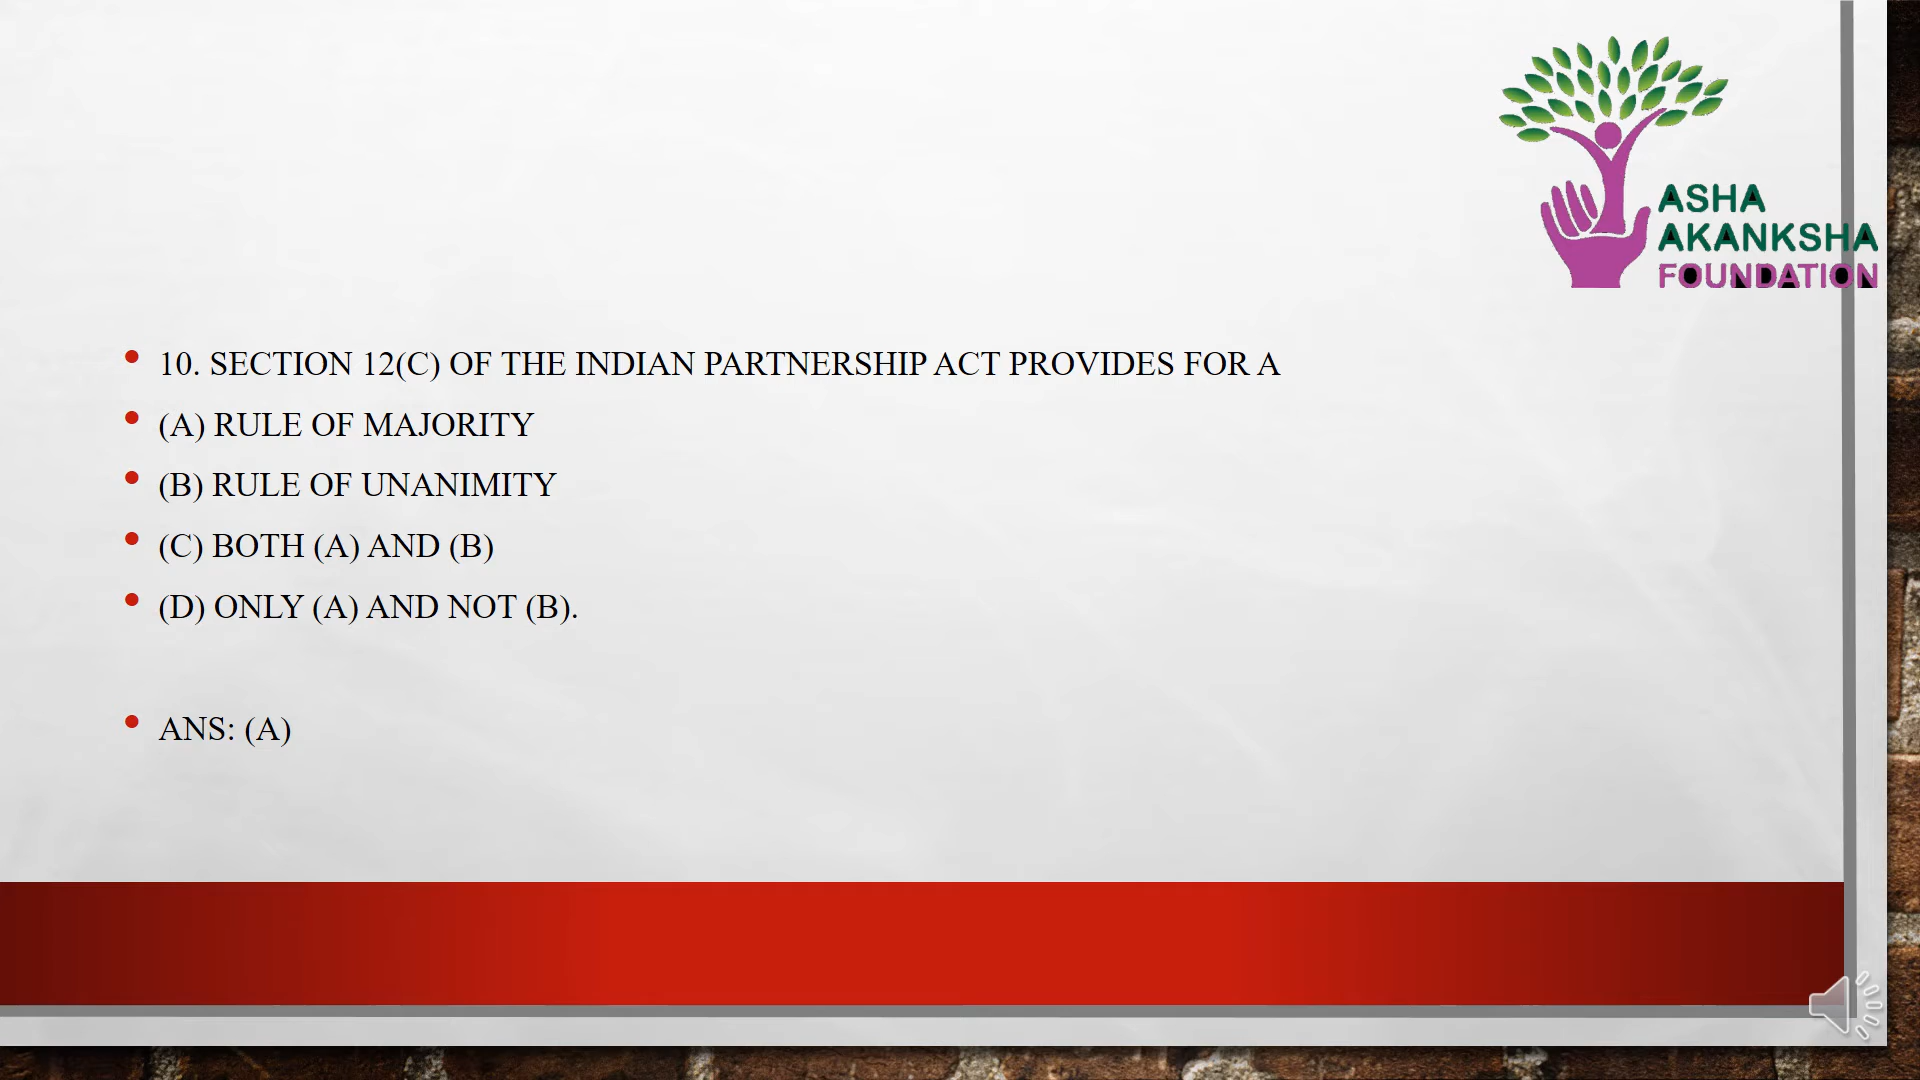 ASHA
AKANKSHA
FOUNDATION
• 10. SECTION 12(C) OF THE INDIAN PARTNERSHIP ACT PROVIDES FOR A
• (A) RULE OF MAJORITY
• (B) RULE OF UNANIMITY
• (C) BOTH (A) AND (B)
• (D) ONLY (A) AND NOT (B).
• ANS: (A)